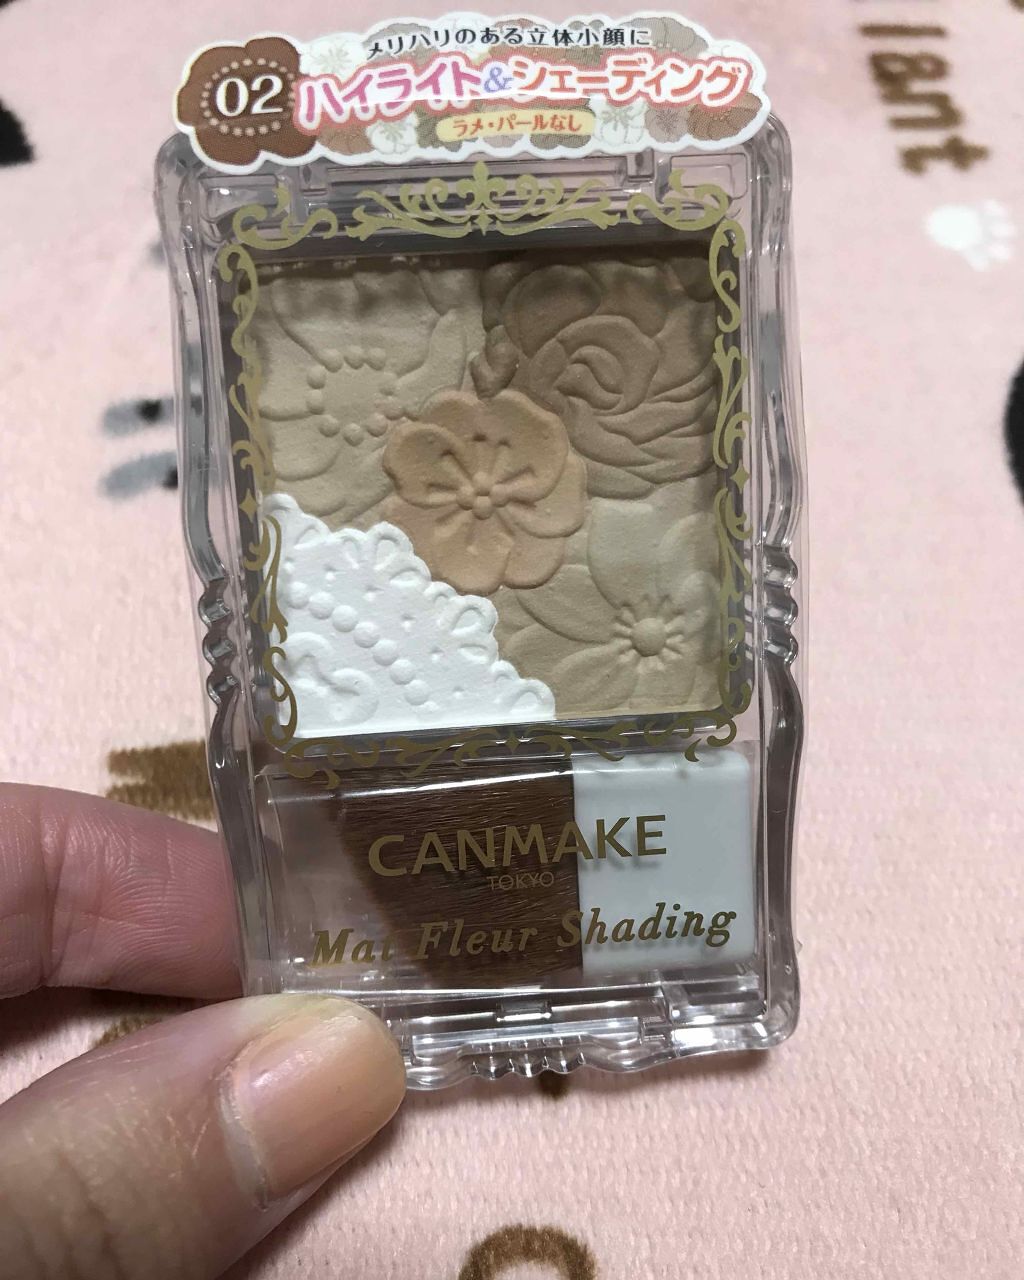 メリハリのある立体小顔に
02
ハイライト&シェーディング
ラメ・パールなし
CANMAKE
TOKYO
Mat Fleur Shading